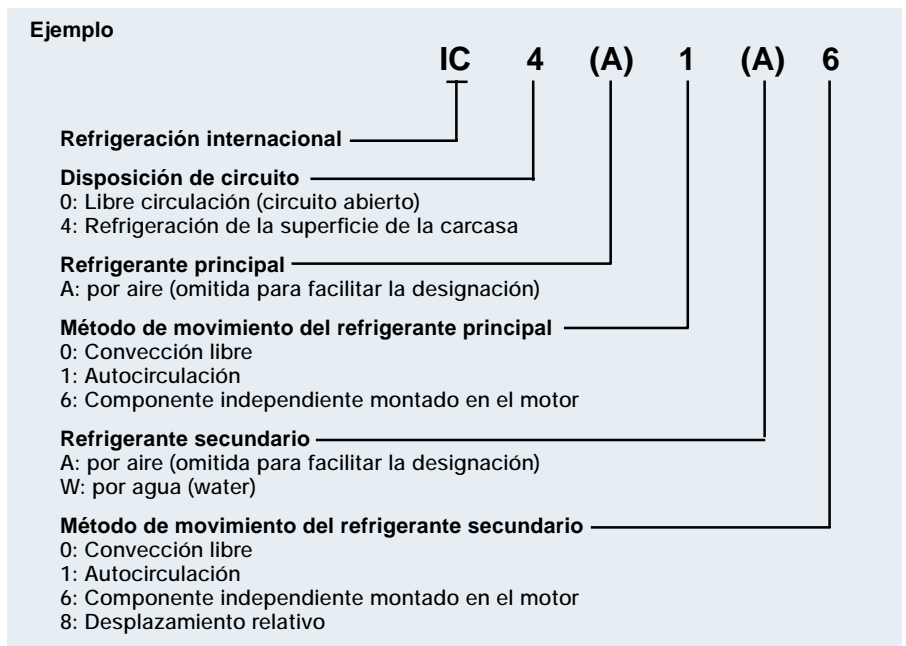 Ejemplo
IC 4 (A) 1 (A) 6
Refrigeración internacional
Disposición de circuito
0: Libre circulación (circuito abierto)
4: Refrigeración de la superficie de la carcasa
Refrigerante principal
A: por aire (omitida para facilitar la designación)
Método de movimiento del refrigerante principal
0: Convección libre
1: Autocirculación
6: Componente independiente montado en el motor
Refrigerante secundario
A: por aire (omitida para facilitar la designación)
W: por agua (water)
Método de movimiento del refrigerante secundario
0: Convección libre
1: Autocirculación
6: Componente independiente montado en el motor
8: Desplazamiento relativo